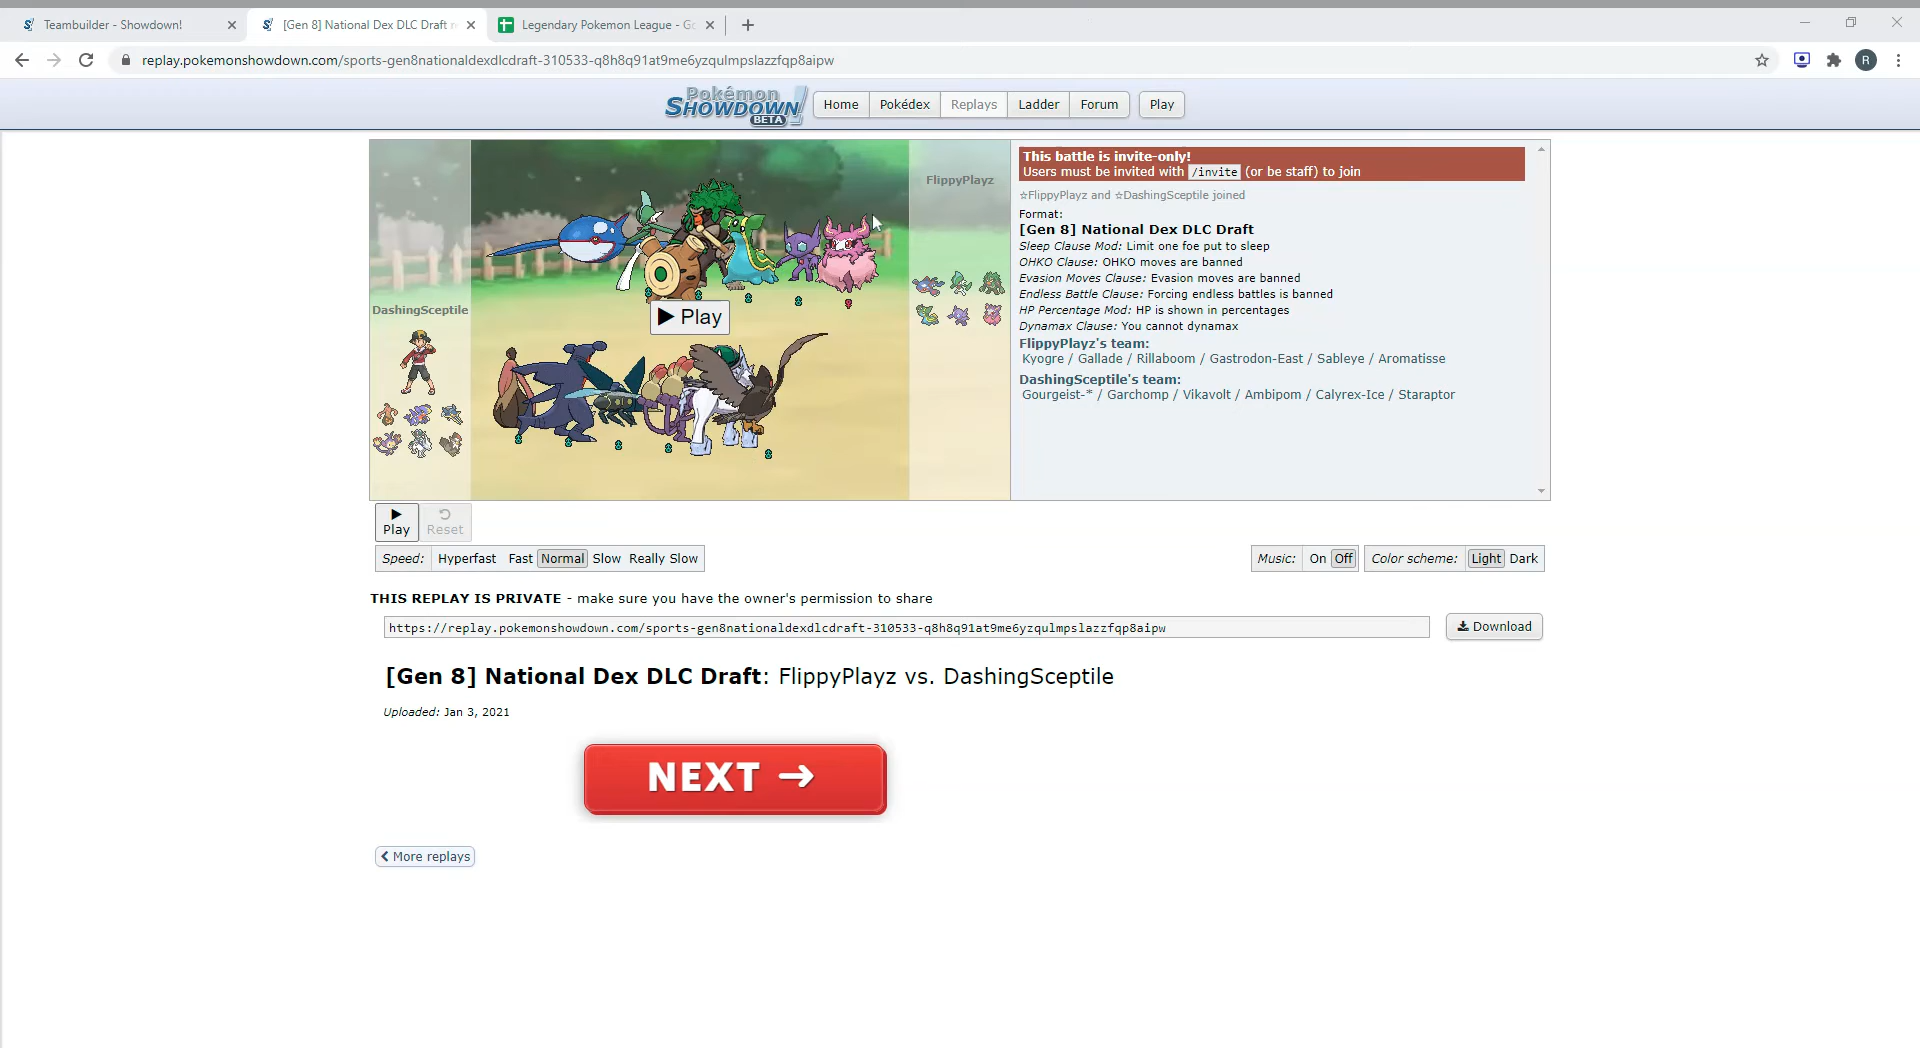 Teambuilder - Showdown!
[Gen 8] National Dex DLC Draft re
Legendary Pokemon League - Go
replay.pokemonshowdown.com/sports-gen8nationaldexdlcdraft-310533-q8h8q91at9me6yzqulmpslazzfqp8aipw
R
Pokémon
SHOWDOWN!
BETA
Home
Pokédex
Replays
Ladder
Forum
Play
FlippyPlayz
DashingSceptile
Play
This battle is invite-only!
Users must be invited with /invite (or be staff) to join
☆FlippyPlayz and ☆DashingSceptile joined
Format:
[Gen 8] National Dex DLC Draft
Sleep Clause Mod: Limit one foe put to sleep
OHKO Clause: OHKO moves are banned
Evasion Moves Clause: Evasion moves are banned
Endless Battle Clause: Forcing endless battles is banned
HP Percentage Mod: HP is shown in percentages
Dynamax Clause: You cannot dynamax
FlippyPlayz's team:
Kyogre / Gallade / Rillaboom / Gastrodon-East / Sableye / Aromatisse
DashingSceptile's team:
Gourgeist-* / Garchomp / Vikavolt / Ambipom / Calyrex-Ice / Staraptor
Play
Reset
Speed: Hyperfast Fast Normal Slow Really Slow
Music: On Off
Color scheme: Light Dark
THIS REPLAY IS PRIVATE - make sure you have the owner's permission to share
https://replay.pokemonshowdown.com/sports-gen8nationaldexdlcdraft-310533-q8h8q91at9me6yzqulmpslazzfqp8aipw
Download
[Gen 8] National Dex DLC Draft: FlippyPlayz vs. DashingSceptile
Uploaded: Jan 3, 2021
NEXT →
More replays